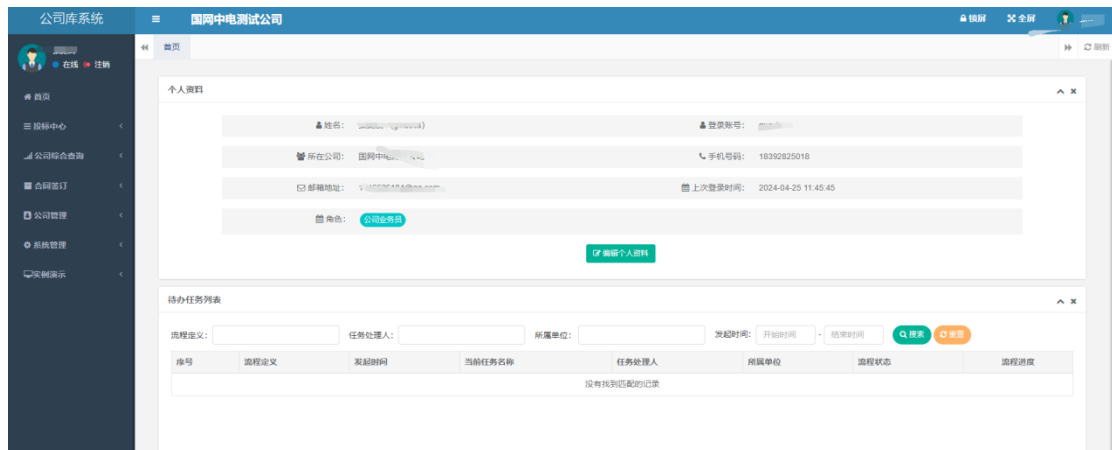 公司库系统 国网中电测试公司 锁屏 全屏
在线 注销
首页 刷新
首页
投标中心
公司综合查询
合同签订
公司管理
系统管理
实例演示
个人资料
姓名: 登录账号:
所在公司: 国网中电 手机号码: 18392825018
邮箱地址: 上次登录时间: 2024-04-25 11:45:45
角色: 公司业务员
编辑个人资料
待办任务列表
流程定义: 任务处理人: 所属单位: 发起时间: 开始时间 - 结束时间 搜索 重置
序号 流程定义 发起时间 当前任务名称 任务处理人 所属单位 流程状态 流程进度
没有找到匹配的记录